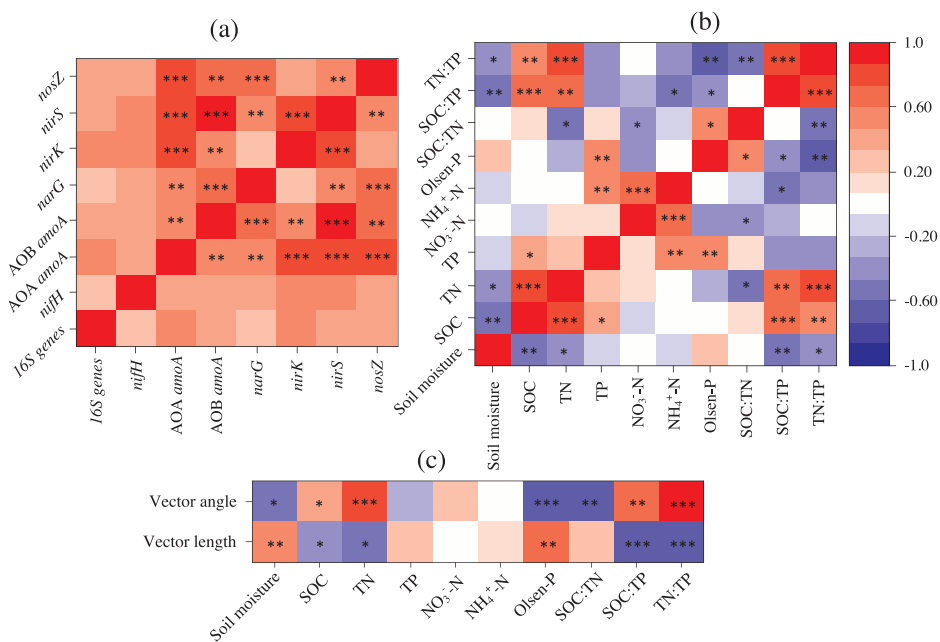 (a)
nosZ
*** ** *** **
nirS
*** *** ** *** **
nirK
*** ** ***
narG
** *** ** ***
AOB amoA
** *** ** *** **
AOA amoA
** ** *** *** ***
nifH
16S genes
16S genes nifH AOA amoA AOB amoA narG nirK nirS nosZ
(b)
TN:TP
* ** *** ** ** ***
SOC:TP
** *** ** * * ***
SOC:TN
* * * **
Olsen-P
** * * **
NH₄⁺-N
** *** *
NO₃⁻-N
*** *
TP
* ** **
TN
* *** * ** ***
SOC
** *** * *** **
Soil moisture
** * ** *
Soil moisture SOC TN TP NO₃⁻-N NH₄⁺-N Olsen-P SOC:TN SOC:TP TN:TP
1.0
0.60
0.20
-0.20
-0.60
-1.0
(c)
Vector angle
* * *** *** ** ** ***
Vector length
** * * ** *** ***
Soil moisture SOC TN TP NO₃⁻-N NH₄⁺-N Olsen-P SOC:TN SOC:TP TN:TP